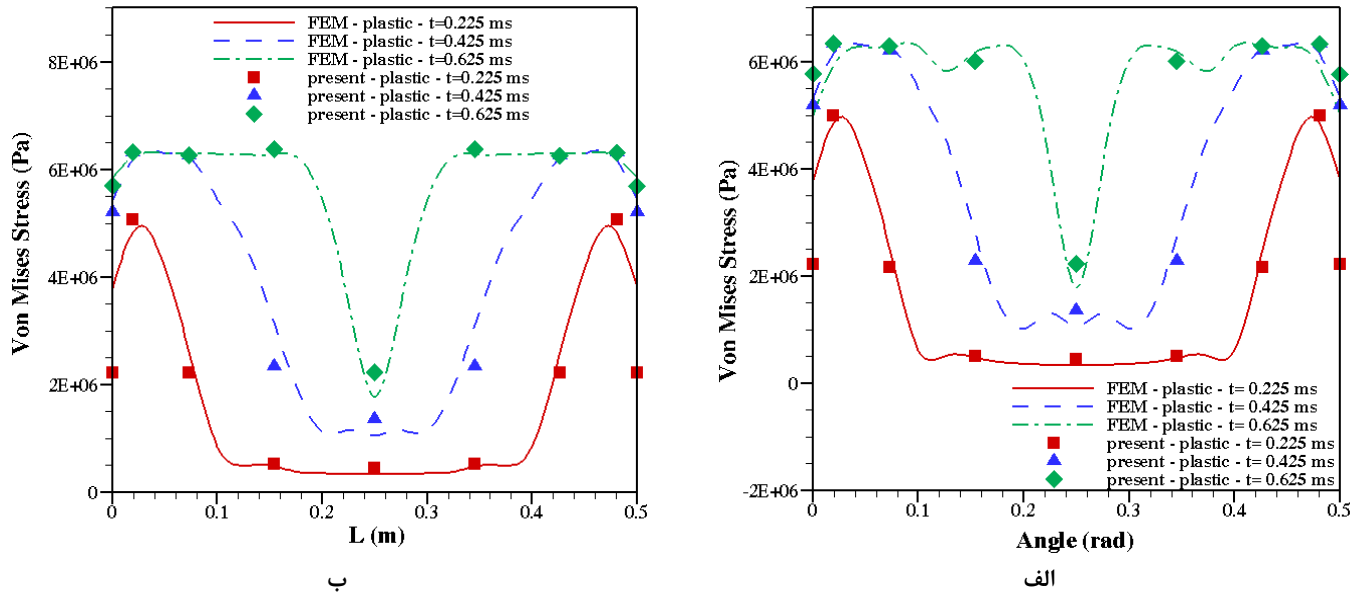 FEM - plastic - t=0.225 ms
FEM - plastic - t=0.425 ms
FEM - plastic - t=0.625 ms
present - plastic - t=0.225 ms
present - plastic - t=0.425 ms
present - plastic - t=0.625 ms
8E+06
6E+06
4E+06
2E+06
0
Von Mises Stress (Pa)
0 0.1 0.2 0.3 0.4 0.5
L (m)
ب
6E+06
4E+06
2E+06
0
-2E+06
Von Mises Stress (Pa)
FEM - plastic - t= 0.225 ms
FEM - plastic - t= 0.425 ms
FEM - plastic - t= 0.625 ms
present - plastic - t= 0.225 ms
present - plastic - t= 0.425 ms
present - plastic - t= 0.625 ms
0 0.1 0.2 0.3 0.4 0.5
Angle (rad)
الف